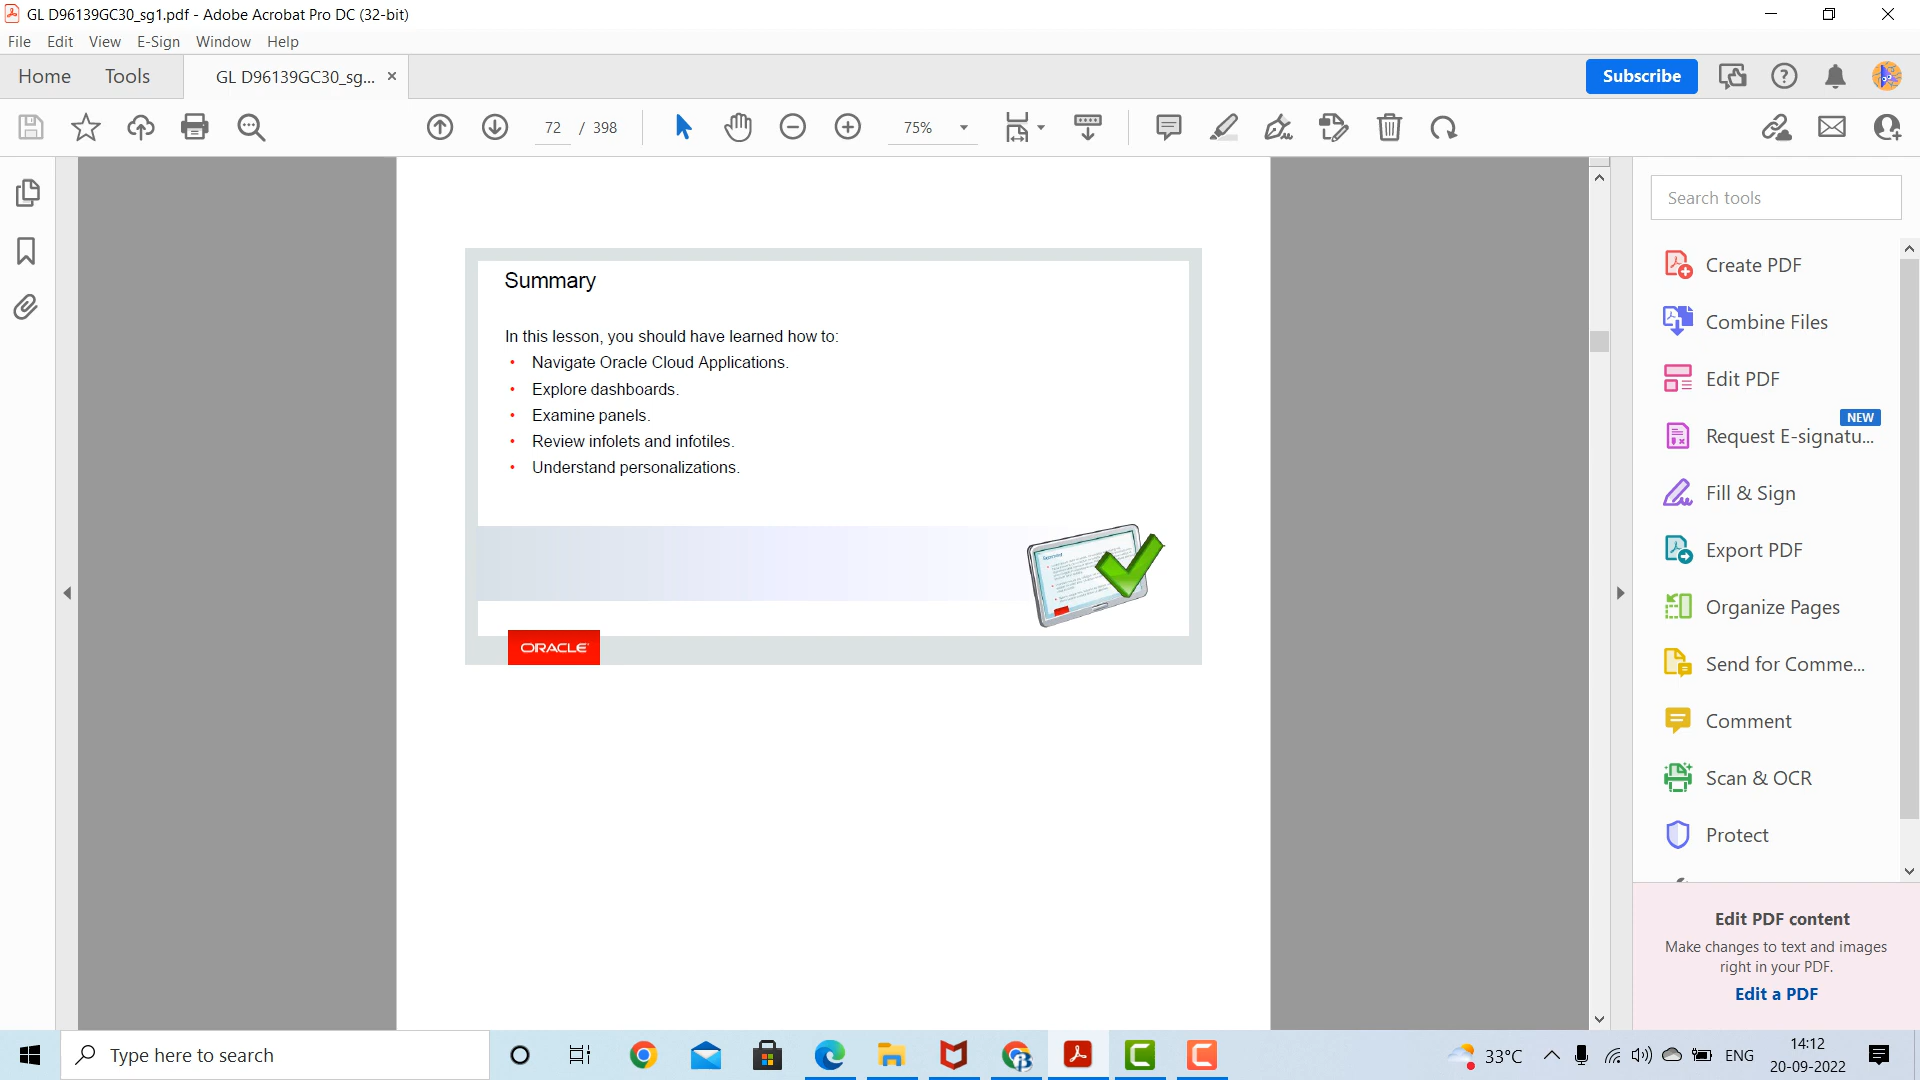 GL D96139GC30_sg1.pdf - Adobe Acrobat Pro DC (32-bit)
File Edit View E-Sign Window Help
Home Tools GL D96139GC30_sg...
Subscribe
72 / 398
75%
Search tools
Create PDF
Combine Files
Edit PDF
NEW
Request E-signatu...
Fill & Sign
Export PDF
Organize Pages
Send for Comme...
Comment
Scan & OCR
Protect
Edit PDF content
Make changes to text and images
right in your PDF.
Edit a PDF
Summary
In this lesson, you should have learned how to:
• Navigate Oracle Cloud Applications.
• Explore dashboards.
• Examine panels.
• Review infolets and infotiles.
• Understand personalizations.
ORACLE
Type here to search
33°C
ENG
14:12
20-09-2022